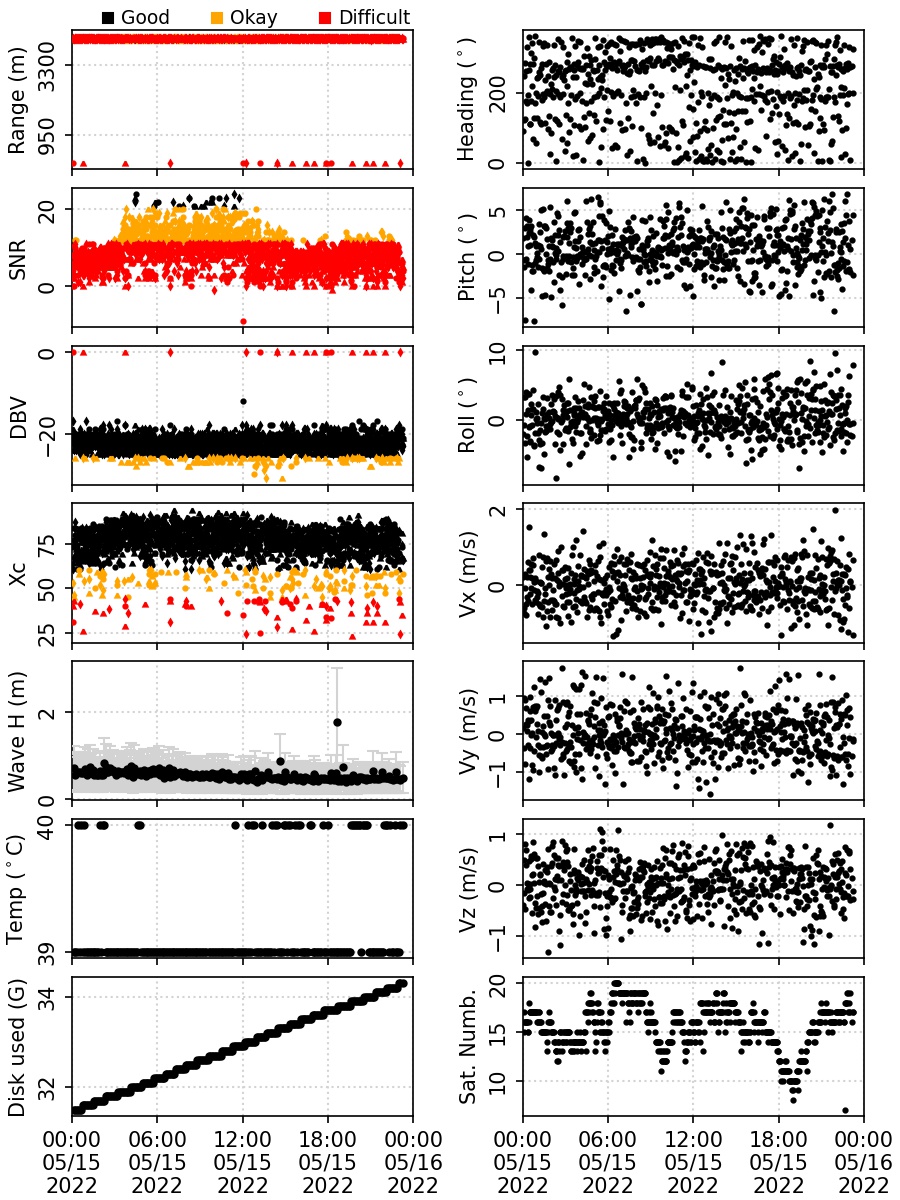 Good Okay Difficult
Range (m)
3300
950
Heading (°)
200
0
SNR
20
0
Pitch (°)
5
0
−5
DBV
0
−20
Roll (°)
10
0
Xc
75
50
25
Vx (m/s)
2
0
Wave H (m)
2
0
Vy (m/s)
1
0
−1
Temp (°C)
40
39
Vz (m/s)
1
0
−1
Disk used (G)
34
32
Sat. Numb.
20
15
10
00:00 06:00 12:00 18:00 00:00
05/15 05/15 05/15 05/15 05/16
2022 2022 2022 2022 2022
00:00 06:00 12:00 18:00 00:00
05/15 05/15 05/15 05/15 05/16
2022 2022 2022 2022 2022